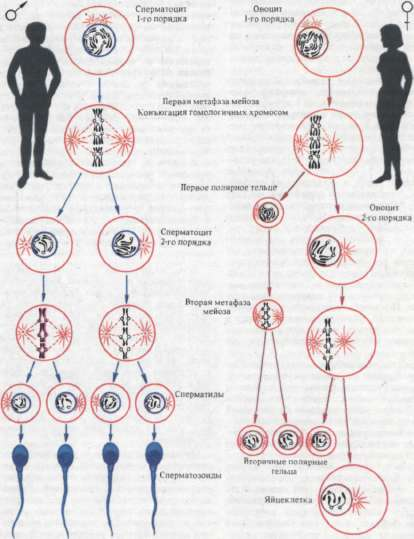 Сперматоцит
1-го порядка
Овоцит
1-го порядка
Первая метафаза мейоза
Конъюгация гомологичных хромосом
Первое полярное тельце
Овоцит
2-го порядка
Сперматоцит
2-го порядка
Вторая метафаза
мейоза
Сперматиды
Вторичные полярные
тельца
Сперматозоиды
Яйцеклетка